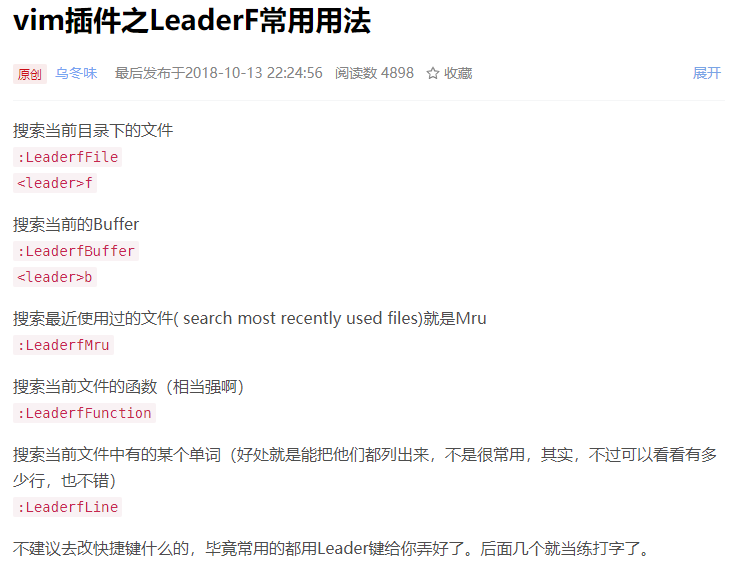 vim插件之LeaderF常用用法
原创 乌冬味 最后发布于2018-10-13 22:24:56 阅读数 4898 ☆ 收藏 展开
搜索当前目录下的文件
:LeaderfFile
<leader>f
搜索当前的Buffer
:LeaderfBuffer
<leader>b
搜索最近使用过的文件( search most recently used files)就是Mru
:LeaderfMru
搜索当前文件的函数（相当强啊）
:LeaderfFunction
搜索当前文件中有的某个单词（好处就是能把他们都列出来，不是很常用，其实，不过可以看看有多
少行，也不错）
:LeaderfLine
不建议去改快捷键什么的，毕竟常用的都用Leader键给你弄好了。后面几个就当练打字了。